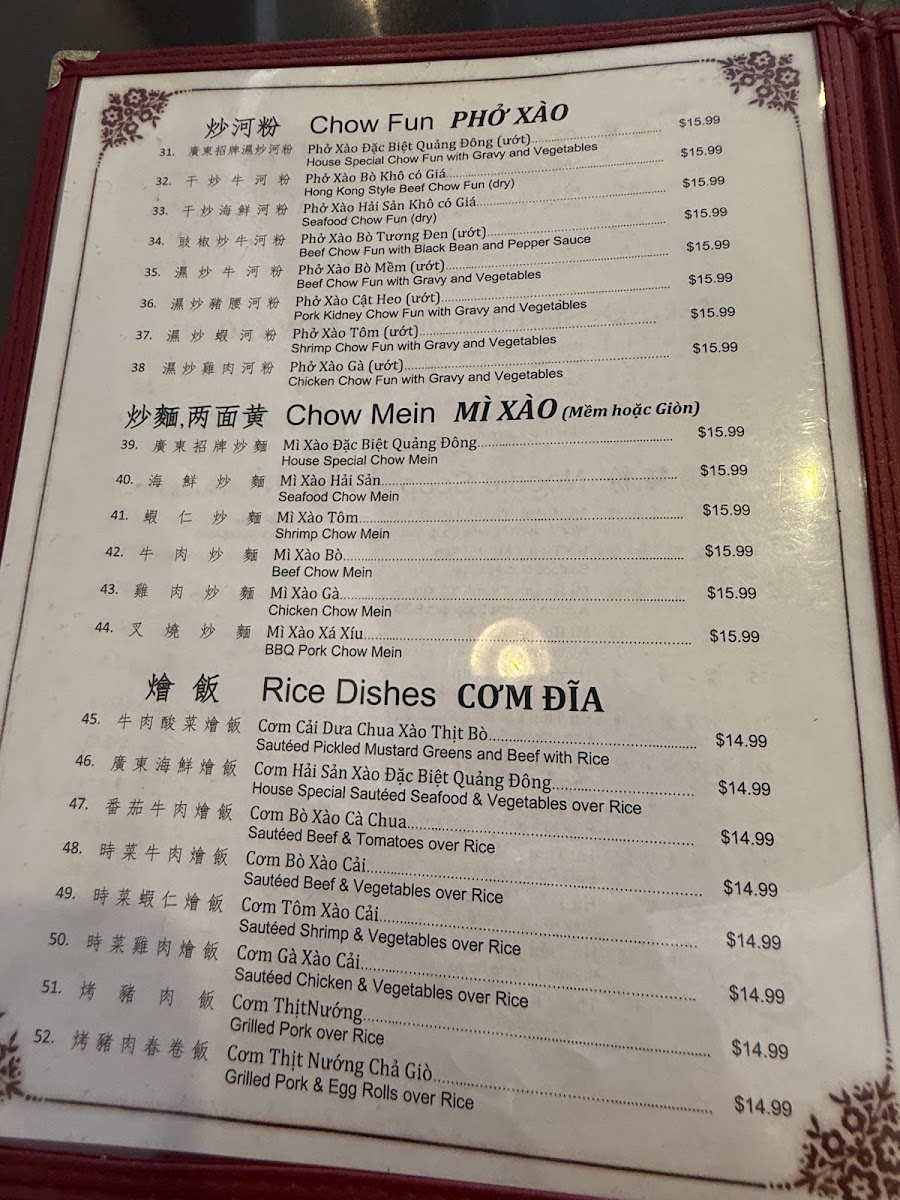 炒河粉 Chow Fun PHỞ XÀO
31. 廣東招牌濕炒河粉 Phở Xào Đặc Biệt Quảng Đông (ướt) $15.99
House Special Chow Fun with Gravy and Vegetables
32. 干炒牛河粉 Phở Xào Bò Khô có Giá $15.99
Hong Kong Style Beef Chow Fun (dry)
33. 干炒海鮮河粉 Phở Xào Hải Sản Khô có Giá $15.99
Seafood Chow Fun (dry)
34. 豉椒炒牛河粉 Phở Xào Bò Tương Đen (ướt) $15.99
Beef Chow Fun with Black Bean and Pepper Sauce
35. 濕炒牛河粉 Phở Xào Bò Mềm (ướt) $15.99
Beef Chow Fun with Gravy and Vegetables
36. 濕炒豬腰河粉 Phở Xào Cật Heo (ướt) $15.99
Pork Kidney Chow Fun with Gravy and Vegetables
37. 濕炒蝦河粉 Phở Xào Tôm (ướt) $15.99
Shrimp Chow Fun with Gravy and Vegetables
38 濕炒雞肉河粉 Phở Xào Gà (ướt) $15.99
Chicken Chow Fun with Gravy and Vegetables
炒麵,两面黄 Chow Mein MÌ XÀO (Mềm hoặc Giòn)
39. 廣東招牌炒麵 Mì Xào Đặc Biệt Quảng Đông $15.99
House Special Chow Mein
40. 海鮮炒麵 Mì Xào Hải Sản $15.99
Seafood Chow Mein
41. 蝦仁炒麵 Mì Xào Tôm $15.99
Shrimp Chow Mein
42. 牛肉炒麵 Mì Xào Bò $15.99
Beef Chow Mein
43. 雞肉炒麵 Mì Xào Gà $15.99
Chicken Chow Mein
44. 叉燒炒麵 Mì Xào Xá Xíu $15.99
BBQ Pork Chow Mein
燴飯 Rice Dishes CƠM ĐĨA
45. 牛肉酸菜燴飯 Cơm Cải Dưa Chua Xào Thịt Bò $14.99
Sautéed Pickled Mustard Greens and Beef with Rice
46. 廣東海鮮燴飯 Cơm Hải Sản Xào Đặc Biệt Quảng Đông $14.99
House Special Sautéed Seafood & Vegetables over Rice
47. 番茄牛肉燴飯 Cơm Bò Xào Cà Chua $14.99
Sautéed Beef & Tomatoes over Rice
48. 時菜牛肉燴飯 Cơm Bò Xào Cải $14.99
Sautéed Beef & Vegetables over Rice
49. 時菜蝦仁燴飯 Cơm Tôm Xào Cải $14.99
Sautéed Shrimp & Vegetables over Rice
50. 時菜雞肉燴飯 Cơm Gà Xào Cải $14.99
Sautéed Chicken & Vegetables over Rice
51. 烤豬肉飯 Cơm ThịtNướng $14.99
Grilled Pork over Rice
52. 烤豬肉春卷飯 Cơm Thịt Nướng Chả Giò $14.99
Grilled Pork & Egg Rolls over Rice